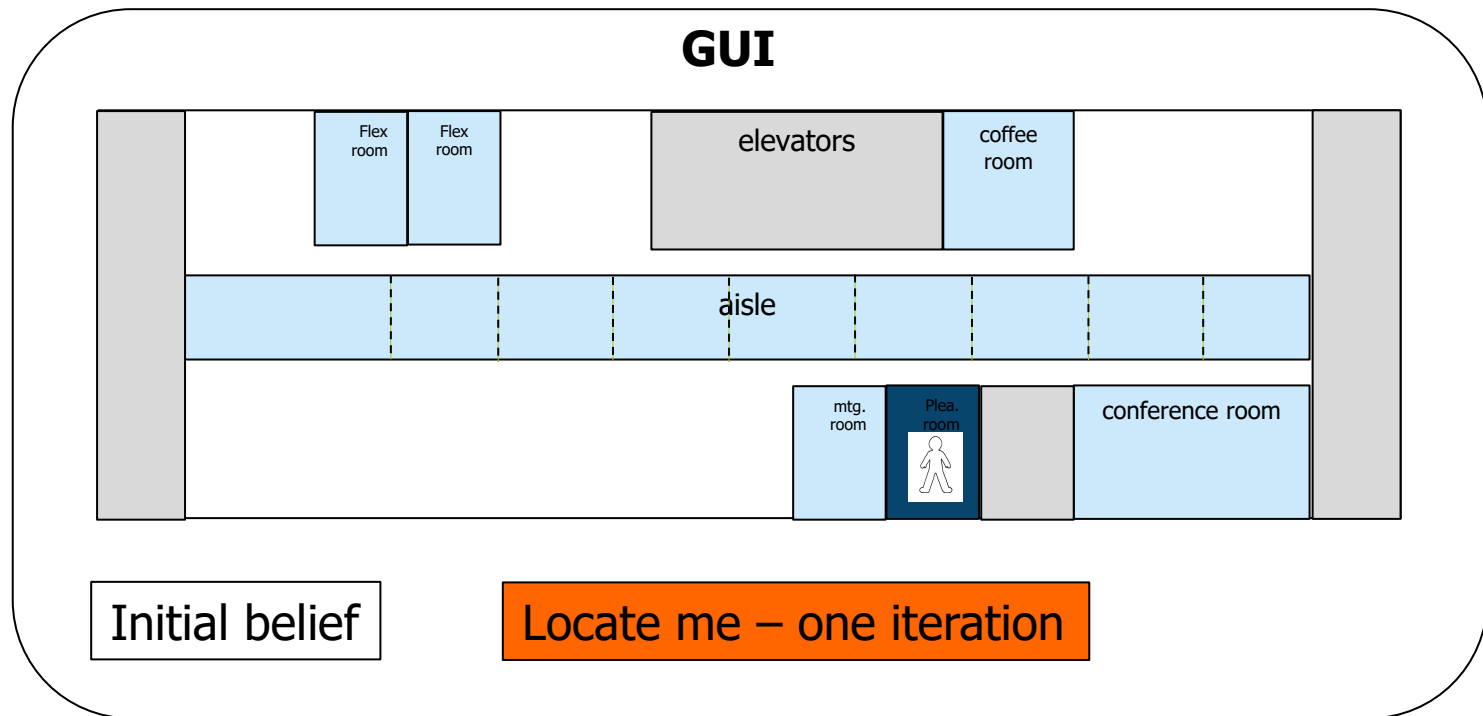 GUI
Flex
room
Flex
room
elevators
coffee
room
aisle
mtg.
room
Plea.
room
conference room
Initial belief
Locate me – one iteration